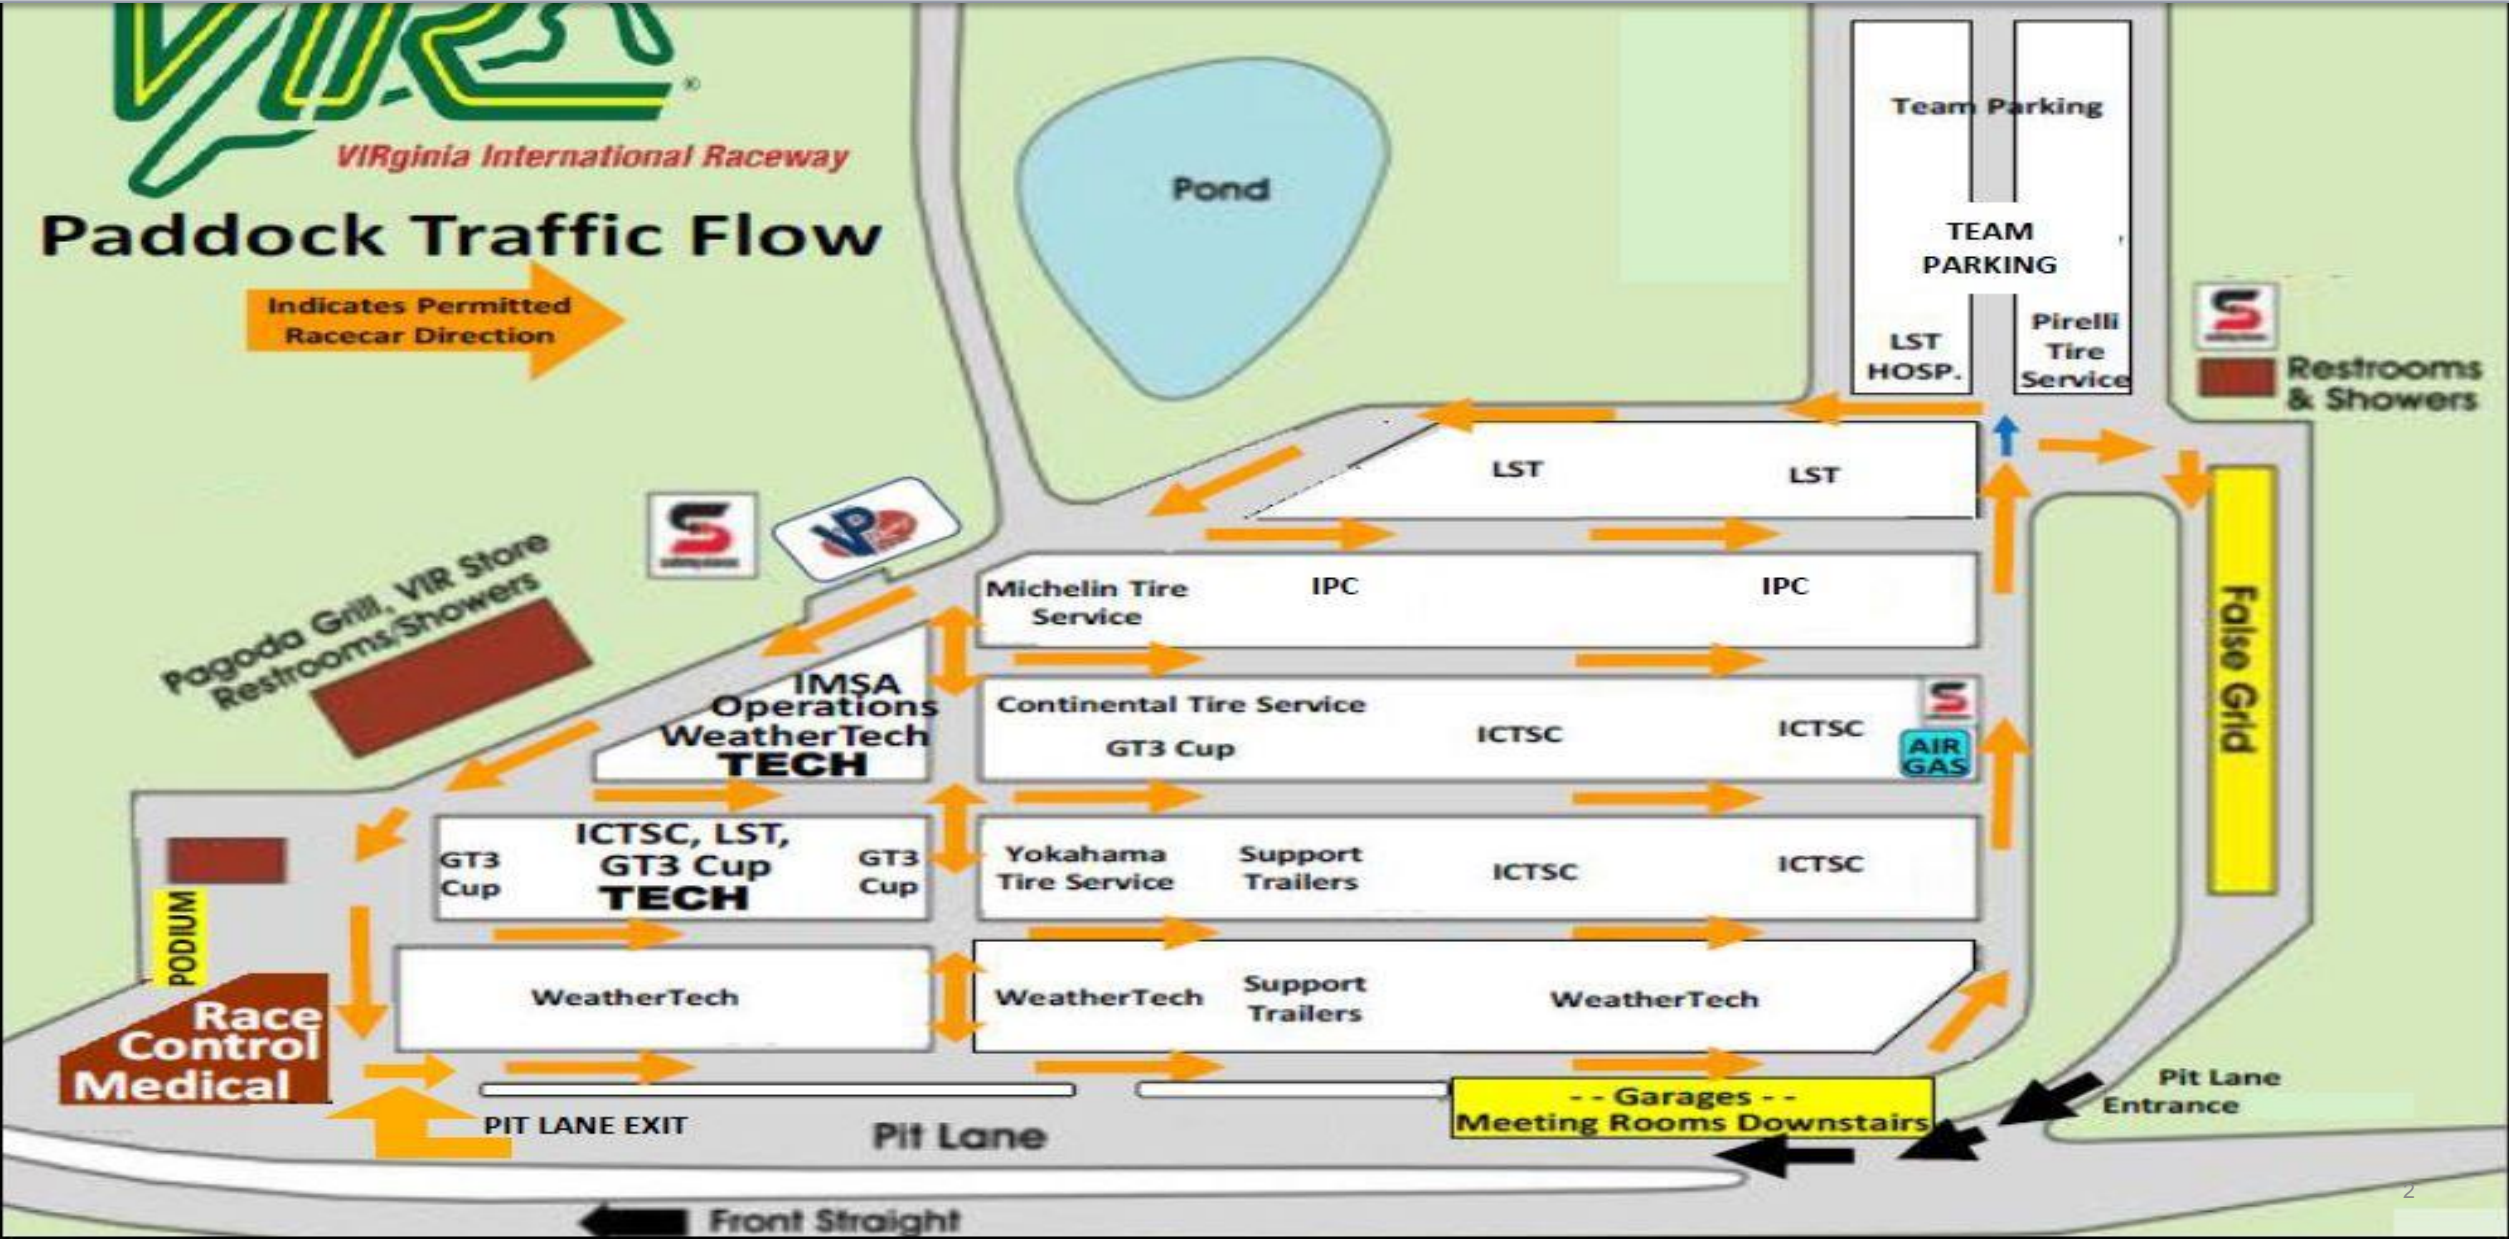 VIR
®
VIRginia International Raceway
Paddock Traffic Flow
Indicates Permitted
Racecar Direction
Pond
Team Parking
TEAM
PARKING
LST
HOSP.
Pirelli
Tire
Service
Restrooms
& Showers
LST
LST
VP
Pagoda Grill, VIR Store
Restrooms/Showers
Michelin Tire
Service
IPC
IPC
False Grid
IMSA
Operations
WeatherTech
TECH
Continental Tire Service
GT3 Cup
ICTSC
ICTSC
AIR
GAS
GT3
Cup
ICTSC, LST,
GT3 Cup
TECH
GT3
Cup
Yokahama
Tire Service
Support
Trailers
ICTSC
ICTSC
PODIUM
Race
Control
Medical
WeatherTech
WeatherTech
Support
Trailers
WeatherTech
PIT LANE EXIT
Pit Lane
- - Garages - -
Meeting Rooms Downstairs
Pit Lane
Entrance
Front Straight
2